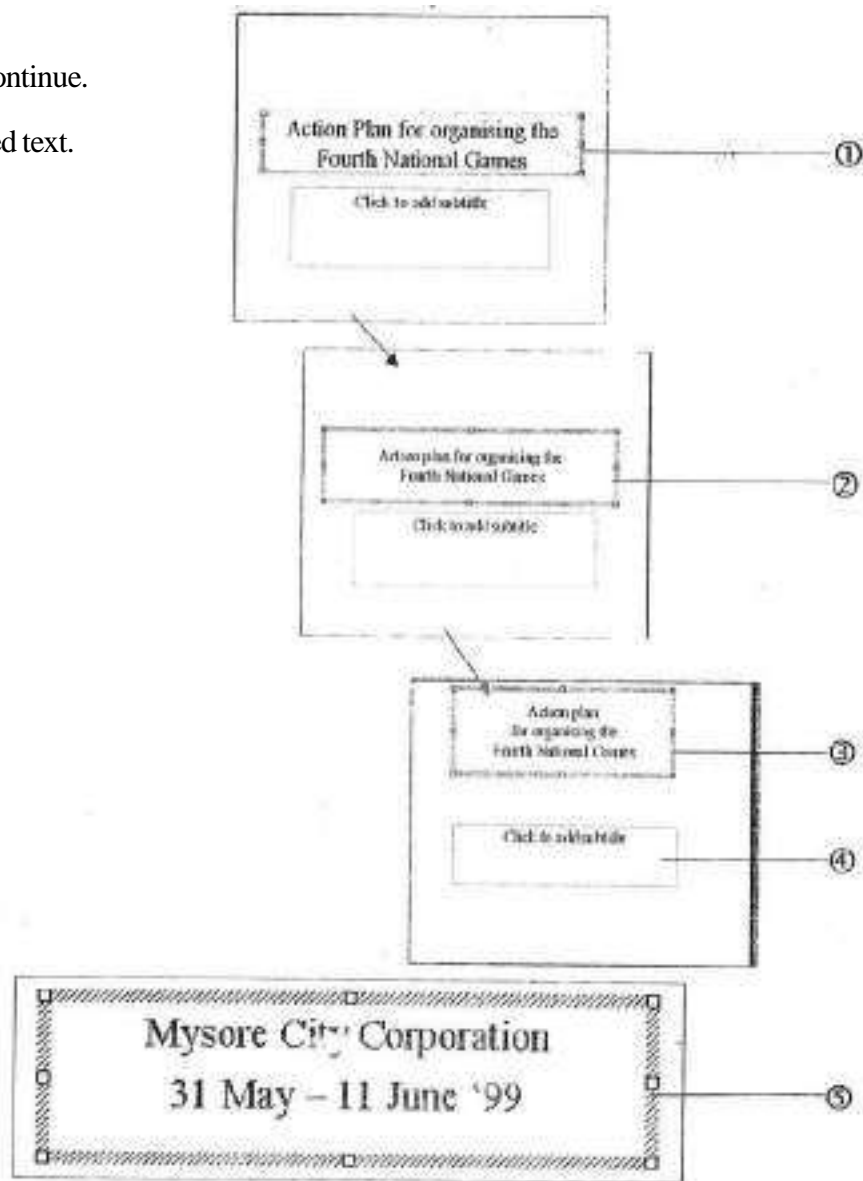 ontinue.
ed text.
Action Plan for organising the
Fourth National Games
Click to add subtitle
①
Action plan for organising the
Fourth National Games
Click to add subtitle
②
Action plan
for organising the
Fourth National Games
③
Click to add subtitle
④
Mysore City Corporation
31 May – 11 June '99
⑤